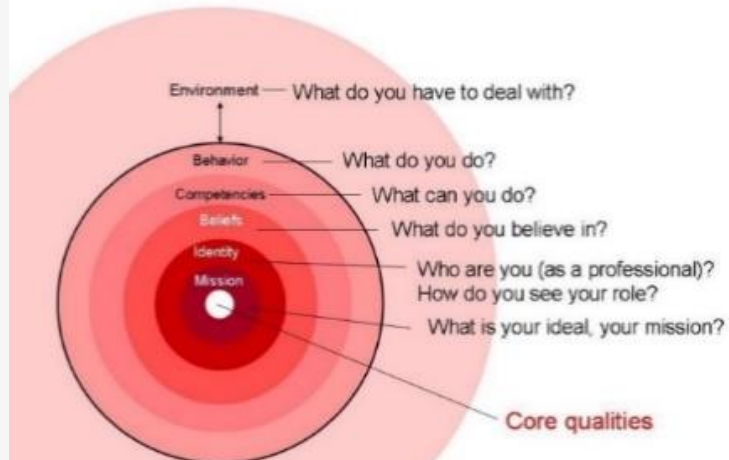 Environment What do you have to deal with?
Behavior What do you do?
Competencies What can you do?
Beliefs
What do you believe in?
Identity
Who are you (as a professional)?
How do you see your role?
Mission
What is your ideal, your mission?
Core qualities